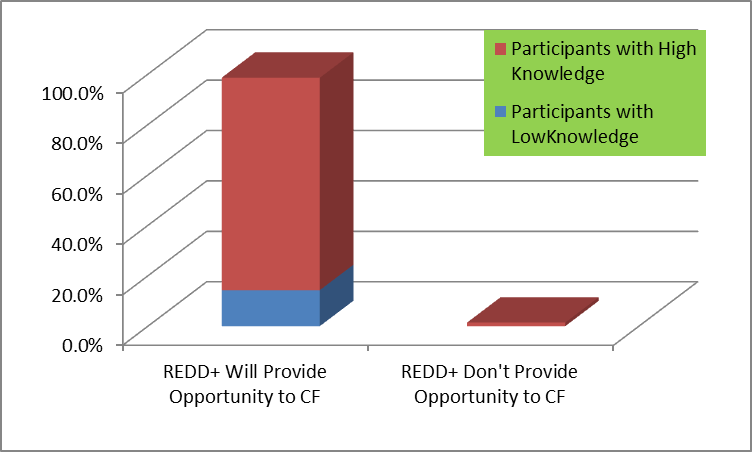 Participants with High
Knowledge
Participants with
LowKnowledge
100.0%
80.0%
60.0%
40.0%
20.0%
0.0%
REDD+ Will Provide
Opportunity to CF
REDD+ Don't Provide
Opportunity to CF